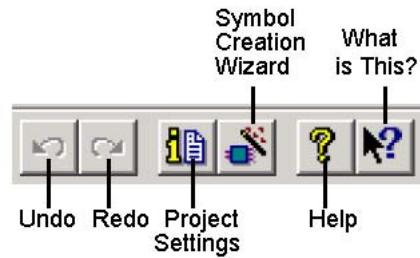 Symbol
Creation
Wizard
What
is This?
Undo
Redo
Project
Settings
Help